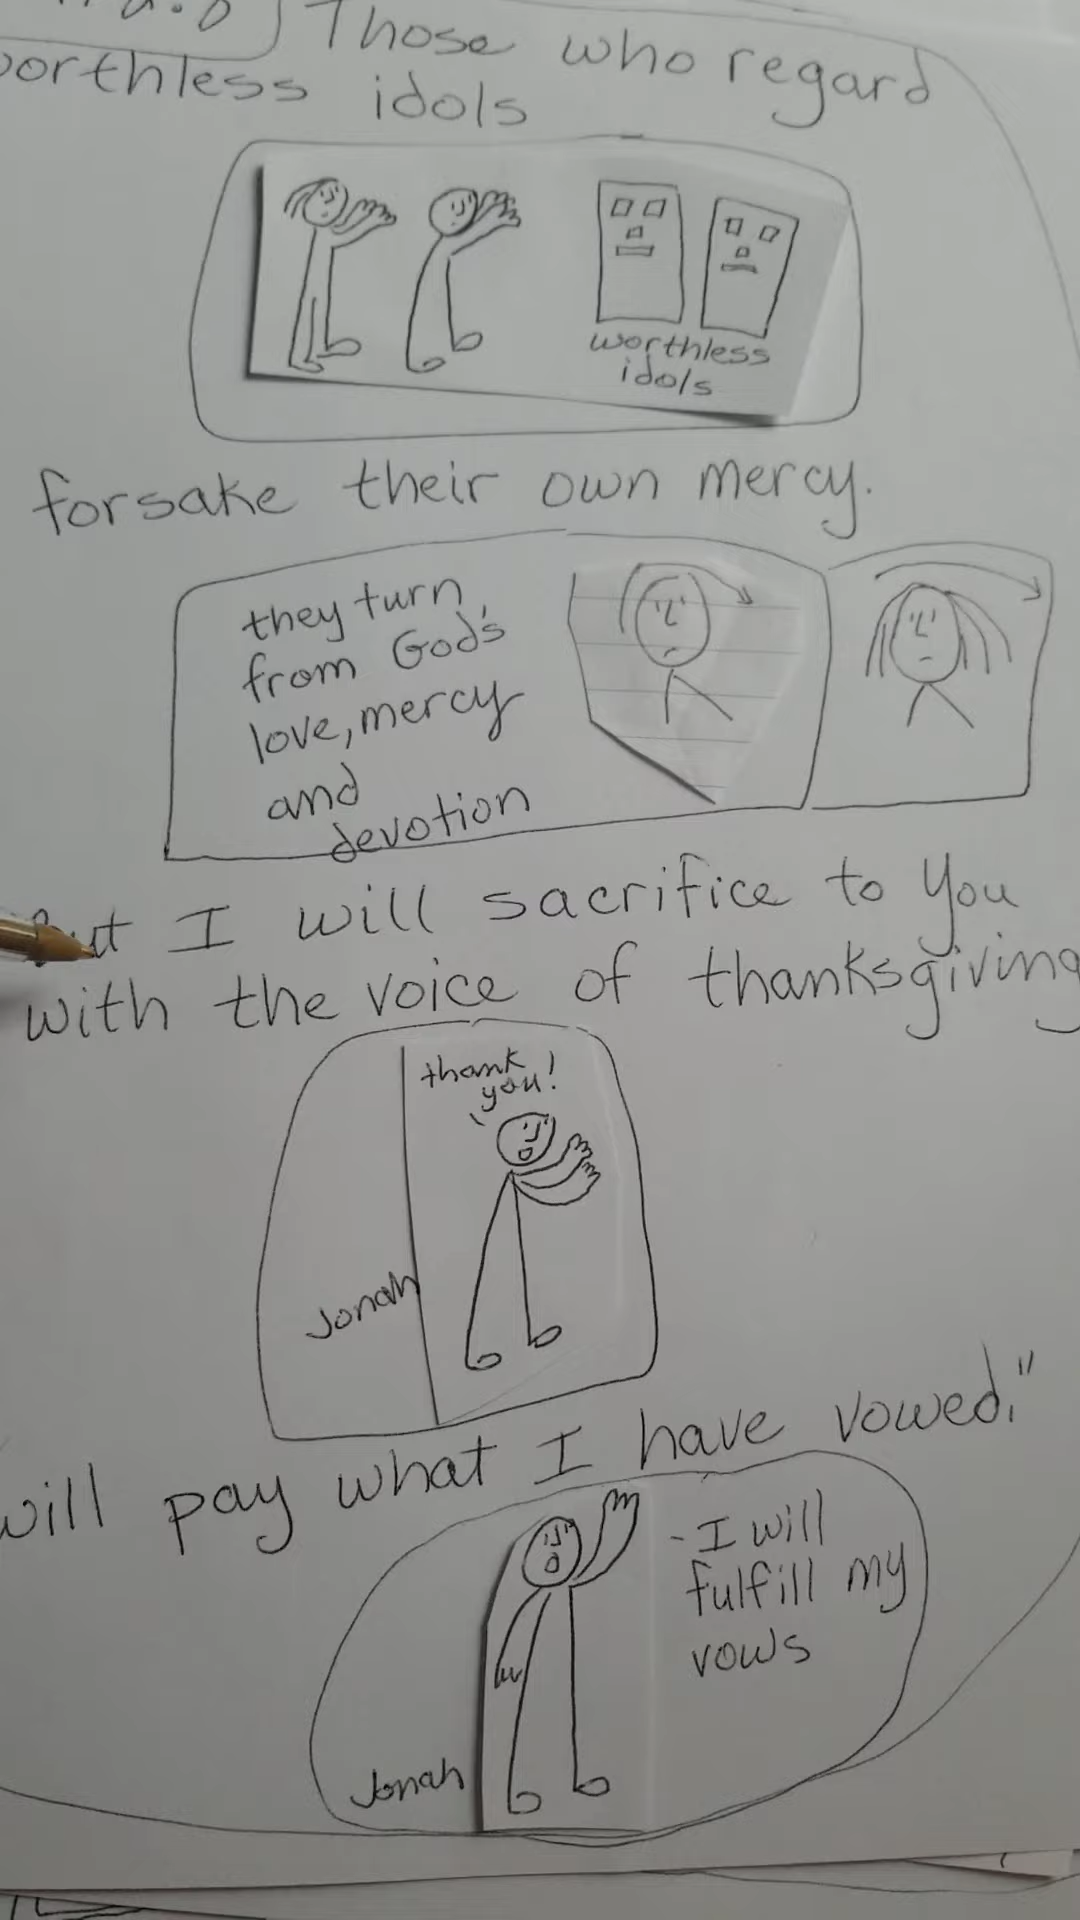 Those who regard
worthless idols
worthless
idols
forsake their own mercy.
they turn
from God's
love, mercy
and
devotion
But I will sacrifice to You
with the voice of thanksgiving
thank
you!
Jonah
will pay what I have vowed."
- I will
fulfill my
vows
Jonah